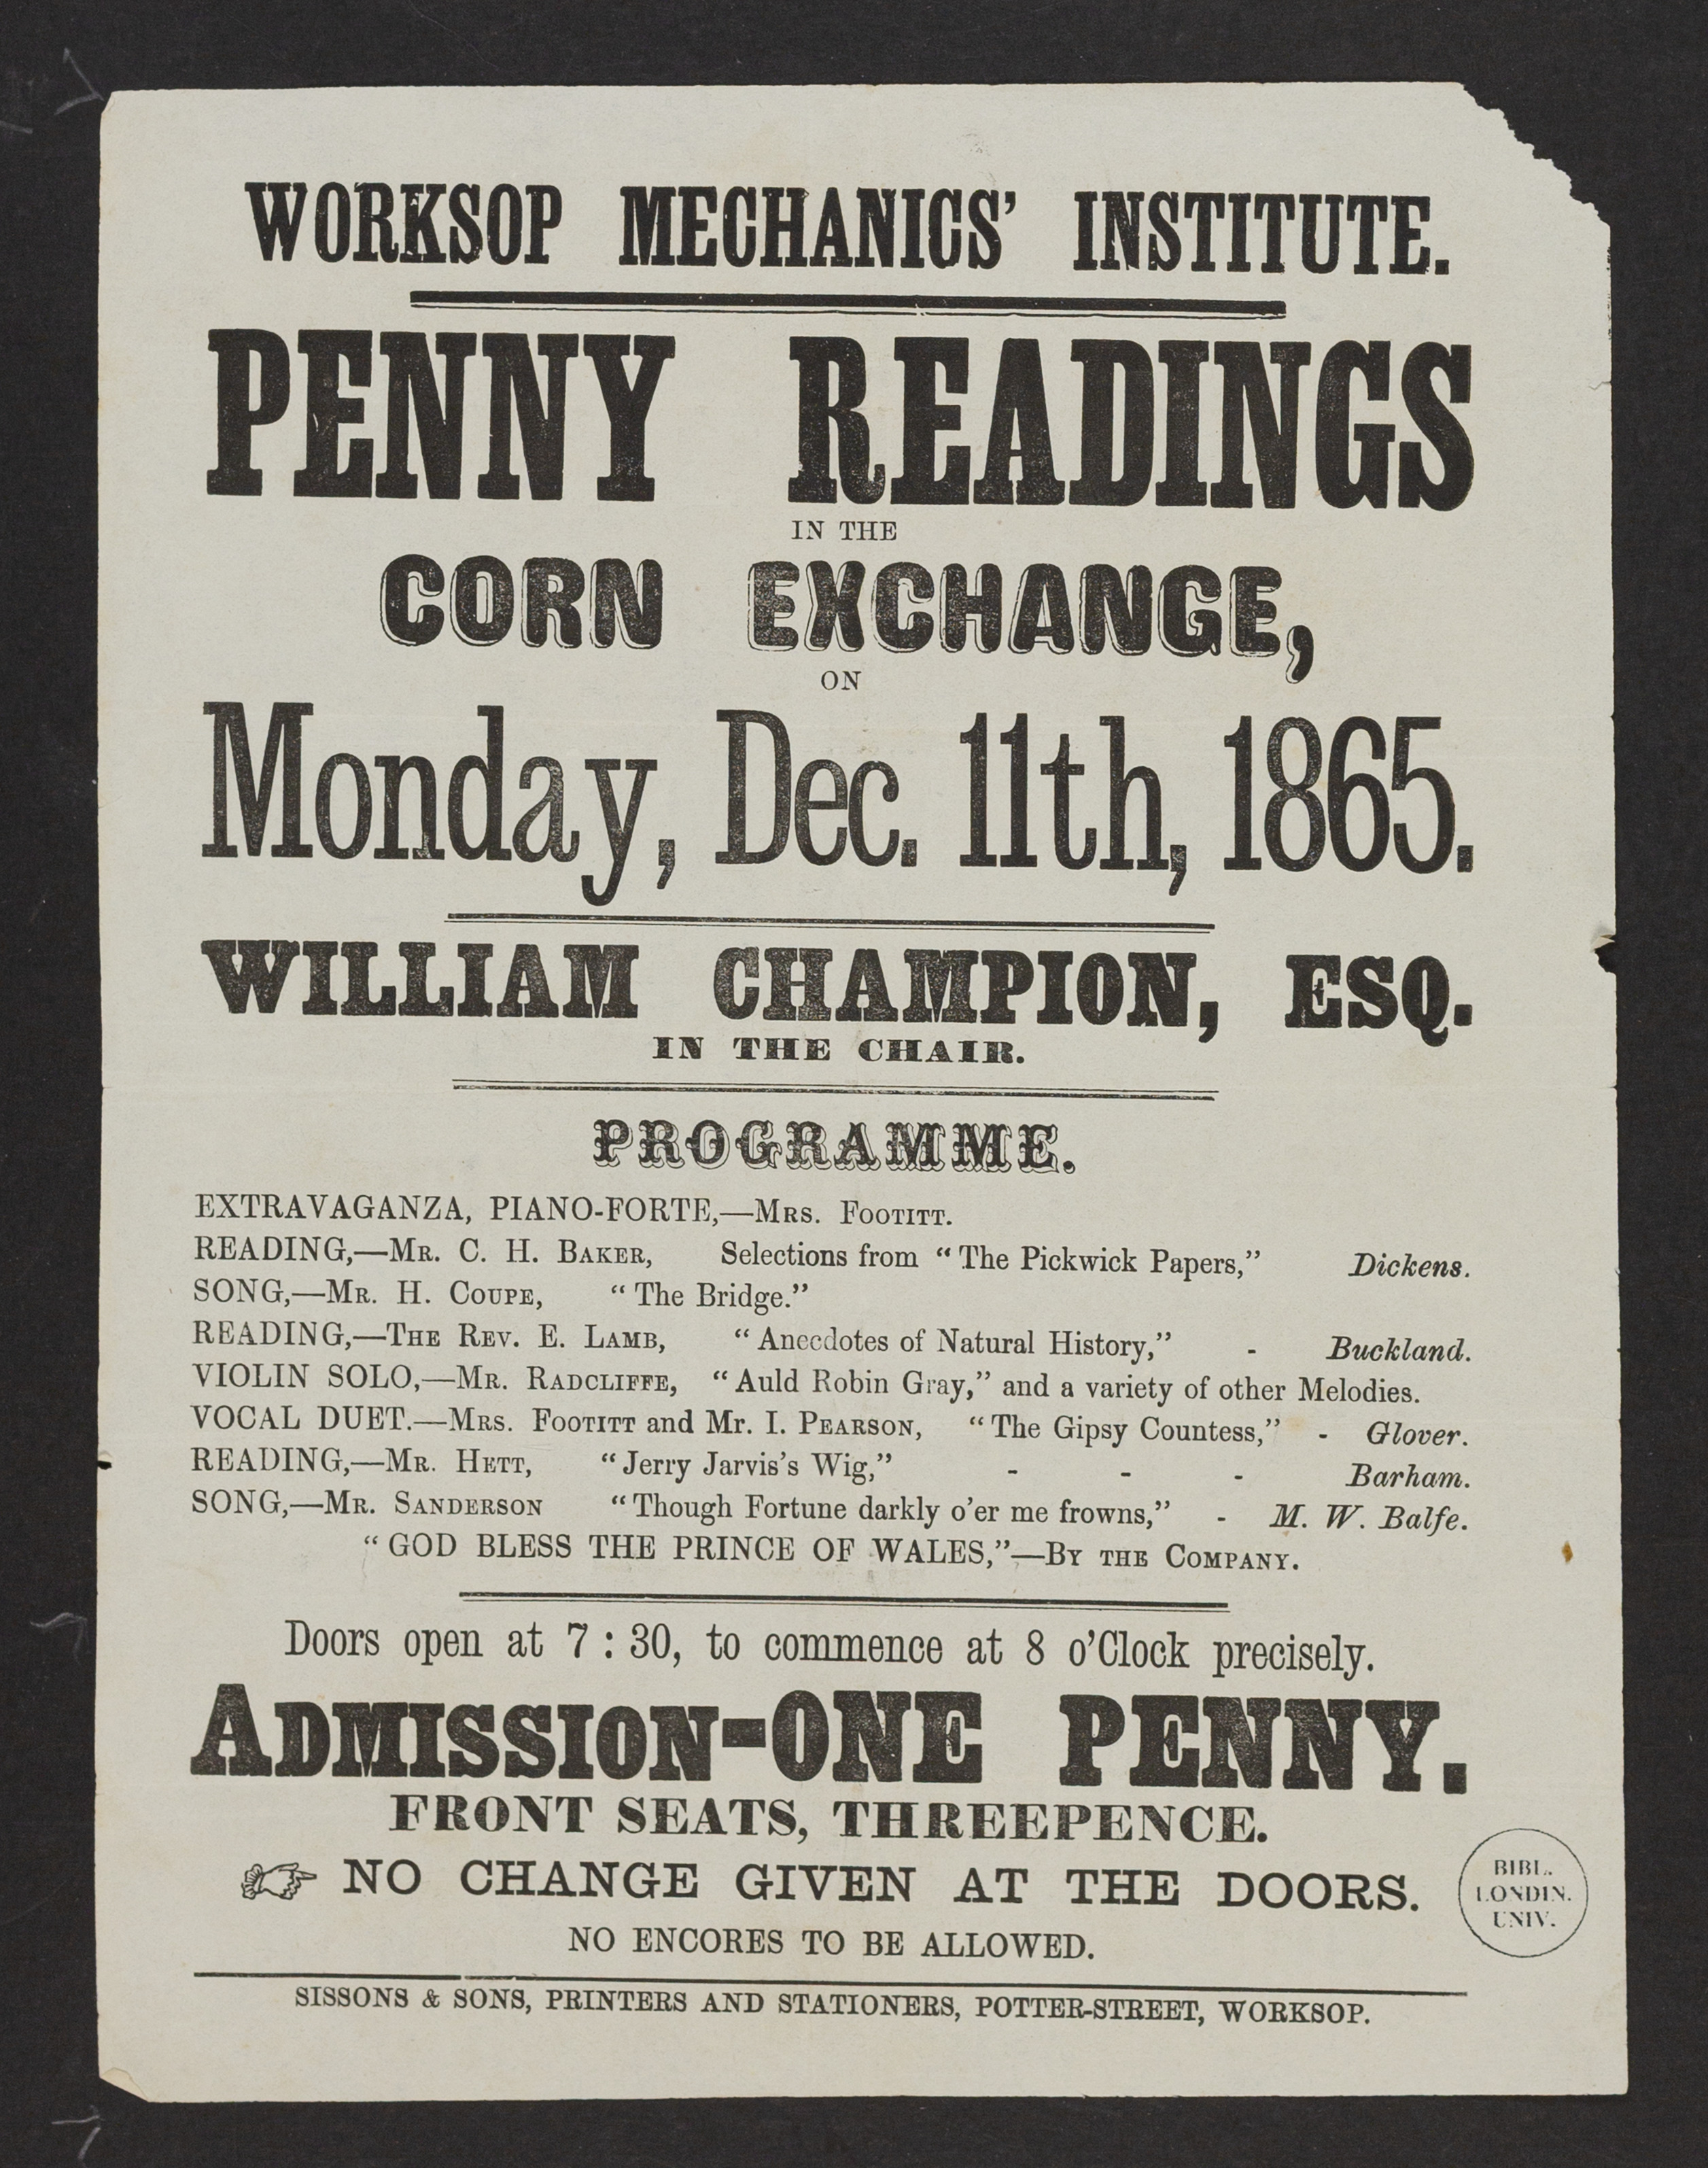 WORKSOP MECHANICS' INSTITUTE.
PENNY READINGS
IN THE
CORN EXCHANGE,
ON
Monday, Dec. 11th, 1865.
WILLIAM CHAMPION, ESQ.
IN THE CHAIR.
PROGRAMME.
EXTRAVAGANZA, PIANO-FORTE,—MRS. FOOTITT.
READING,—MR. C. H. BAKER, Selections from “The Pickwick Papers,” Dickens.
SONG,—MR. H. COUPE, “The Bridge.”
READING,—THE REV. E. LAMB, “Anecdotes of Natural History,” - Buckland.
VIOLIN SOLO,—MR. RADCLIFFE, “Auld Robin Gray,” and a variety of other Melodies.
VOCAL DUET.—MRS. FOOTITT and Mr. I. PEARSON, “The Gipsy Countess,” - Glover.
READING,—MR. HETT, “Jerry Jarvis's Wig,” - - - Barham.
SONG,—MR. SANDERSON “Though Fortune darkly o'er me frowns,” - M. W. Balfe.
“GOD BLESS THE PRINCE OF WALES,”—BY THE COMPANY.
Doors open at 7 : 30, to commence at 8 o'Clock precisely.
ADMISSION-ONE PENNY.
FRONT SEATS, THREEPENCE.
☞ NO CHANGE GIVEN AT THE DOORS.
NO ENCORES TO BE ALLOWED.
BIBL.
LONDIN.
UNIV.
SISSONS & SONS, PRINTERS AND STATIONERS, POTTER-STREET, WORKSOP.